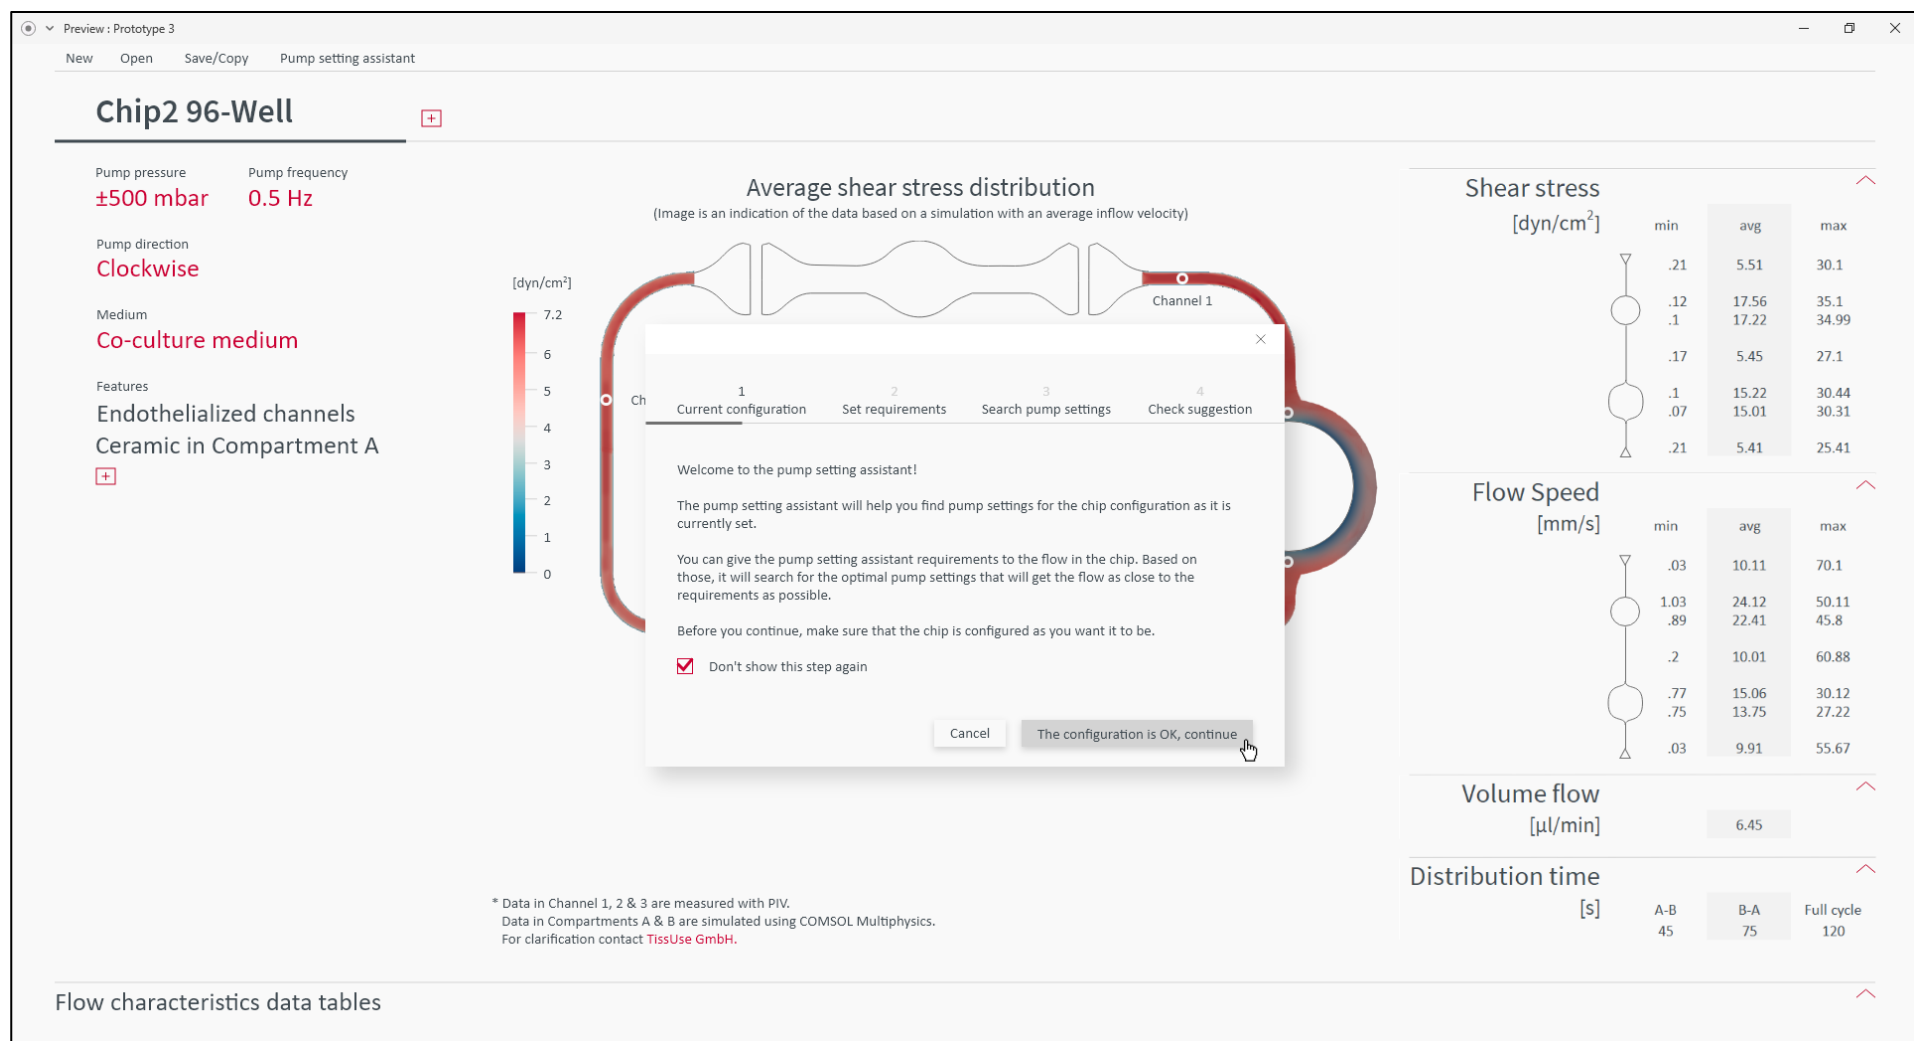 Preview : Prototype 3
New Open Save/Copy Pump setting assistant
Chip2 96-Well
Pump pressure Pump frequency
±500 mbar 0.5 Hz
Pump direction
Clockwise
Medium
Co-culture medium
Features
Endothelialized channels
Ceramic in Compartment A
Average shear stress distribution
(Image is an indication of the data based on a simulation with an average inflow velocity)
[dyn/cm²]
7.2
6
5
4
3
2
1
0
Channel 1
Ch
1 2 3 4
Current configuration Set requirements Search pump settings Check suggestion
Welcome to the pump setting assistant!
The pump setting assistant will help you find pump settings for the chip configuration as it is
currently set.
You can give the pump setting assistant requirements to the flow in the chip. Based on
those, it will search for the optimal pump settings that will get the flow as close to the
requirements as possible.
Before you continue, make sure that the chip is configured as you want it to be.
Don't show this step again
Cancel The configuration is OK, continue
* Data in Channel 1, 2 & 3 are measured with PIV.
Data in Compartments A & B are simulated using COMSOL Multiphysics.
For clarification contact TissUse GmbH.
Shear stress
[dyn/cm²] min avg max
.21 5.51 30.1
.12 17.56 35.1
.1 17.22 34.99
.17 5.45 27.1
.1 15.22 30.44
.07 15.01 30.31
.21 5.41 25.41
Flow Speed
[mm/s] min avg max
.03 10.11 70.1
1.03 24.12 50.11
.89 22.41 45.8
.2 10.01 60.88
.77 15.06 30.12
.75 13.75 27.22
.03 9.91 55.67
Volume flow
[µl/min] 6.45
Distribution time
[s] A-B B-A Full cycle
45 75 120
Flow characteristics data tables